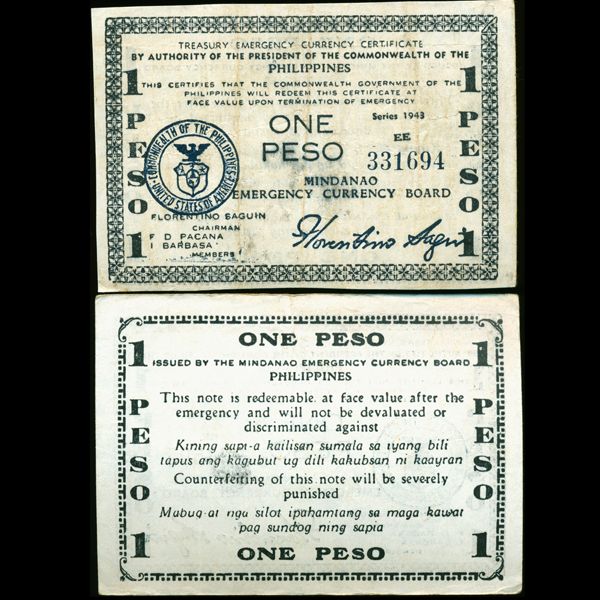 TREASURY EMERGENCY CURRENCY CERTIFICATE
BY AUTHORITY OF THE PRESIDENT OF THE COMMONWEALTH OF THE
PHILIPPINES
THIS CERTIFIES THAT THE COMMONWEALTH GOVERNMENT OF THE
PHILIPPINES WILL REDEEM THIS CERTIFICATE AT
FACE VALUE UPON TERMINATION OF EMERGENCY
1 PESO 1
ONE
PESO
Series 1943
EE
331694
COMMONWEALTH OF THE PHILIPPINES
UNITED STATES OF AMERICA
MINDANAO
EMERGENCY CURRENCY BOARD
FLORENTINO SAGUIN
CHAIRMAN
F D PACANA
I BARBASA
MEMBERS
Florentino Saguin
1 PESO 1
ONE PESO
ISSUED BY THE MINDANAO EMERGENCY CURRENCY BOARD
PHILIPPINES
1 PESO 1
This note is redeemable at face value after the
emergency and will not be devaluated or
discriminated against
Kining sapi-a kailisan sumala sa iyang bili
tapus ang kagubut ug dili kakubsan ni kaayran
Counterfeiting of this note will be severely
punished
Mabug-at nga silot ipahamtang sa maga kawat
pag sundog ning sapia
ONE PESO
1 PESO 1